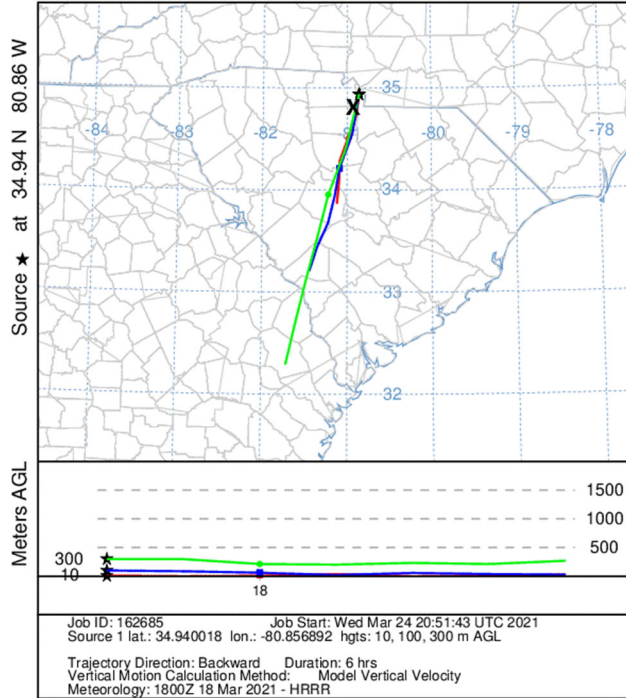 Source ★ at 34.94 N 80.86 W
35
-84
-83
-82
-80
-79
-78
34
33
32
Meters AGL
1500
1000
500
300
10
18
Job ID: 162685 Job Start: Wed Mar 24 20:51:43 UTC 2021
Source 1 lat.: 34.940018 lon.: -80.856892 hgts: 10, 100, 300 m AGL
Trajectory Direction: Backward Duration: 6 hrs
Vertical Motion Calculation Method: Model Vertical Velocity
Meteorology: 1800Z 18 Mar 2021 - HRRR